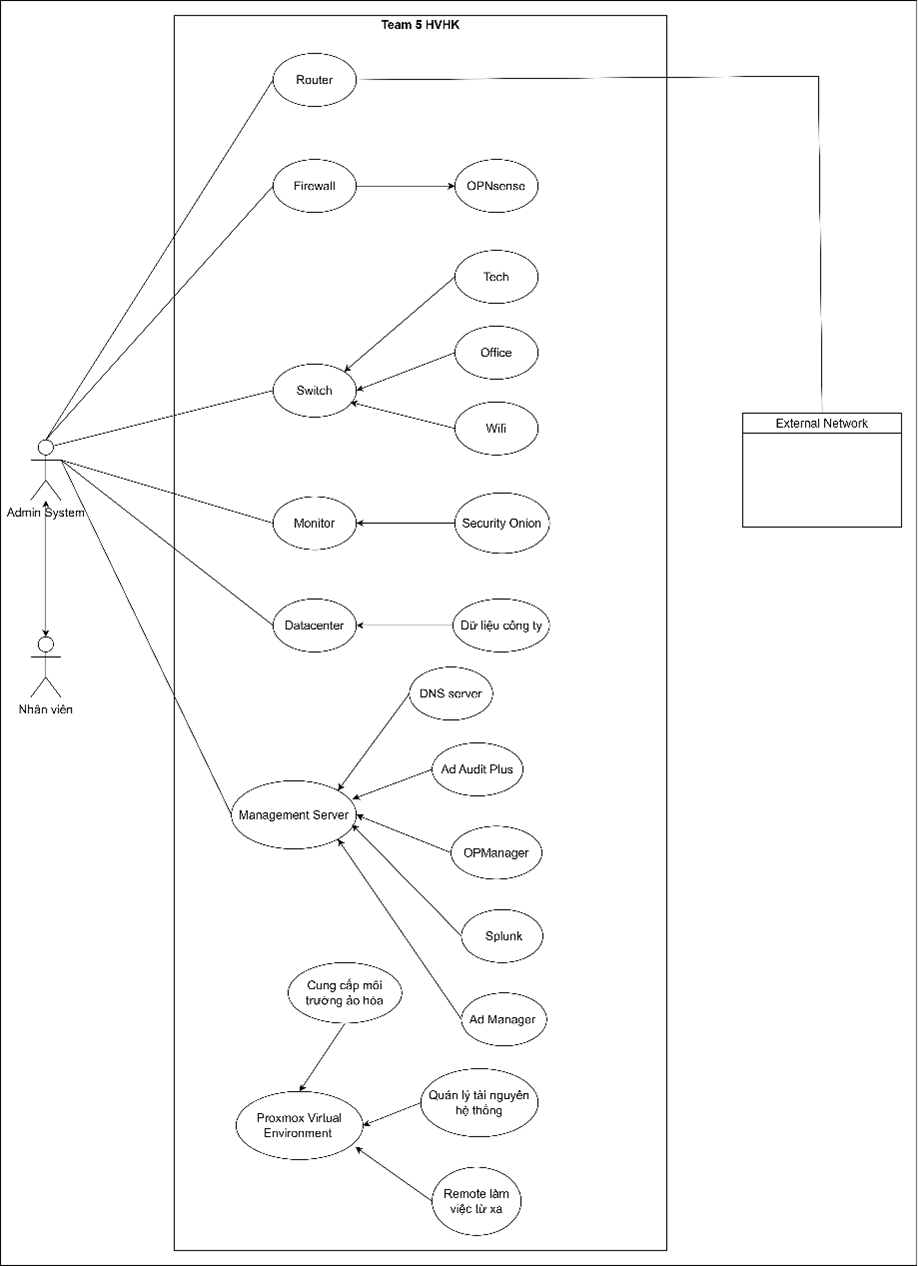 Team 5 HVHK
Router
Firewall
OPNsense
Tech
Office
Switch
Wifi
External Network
Admin System
Monitor
Security Onion
Datacenter
Dữ liệu công ty
Nhân viên
DNS server
Ad Audit Plus
Management Server
OPManager
Splunk
Cung cấp môi
trường ảo hóa
Ad Manager
Proxmox Virtual
Environment
Quản lý tài nguyên
hệ thống
Remote làm
việc từ xa